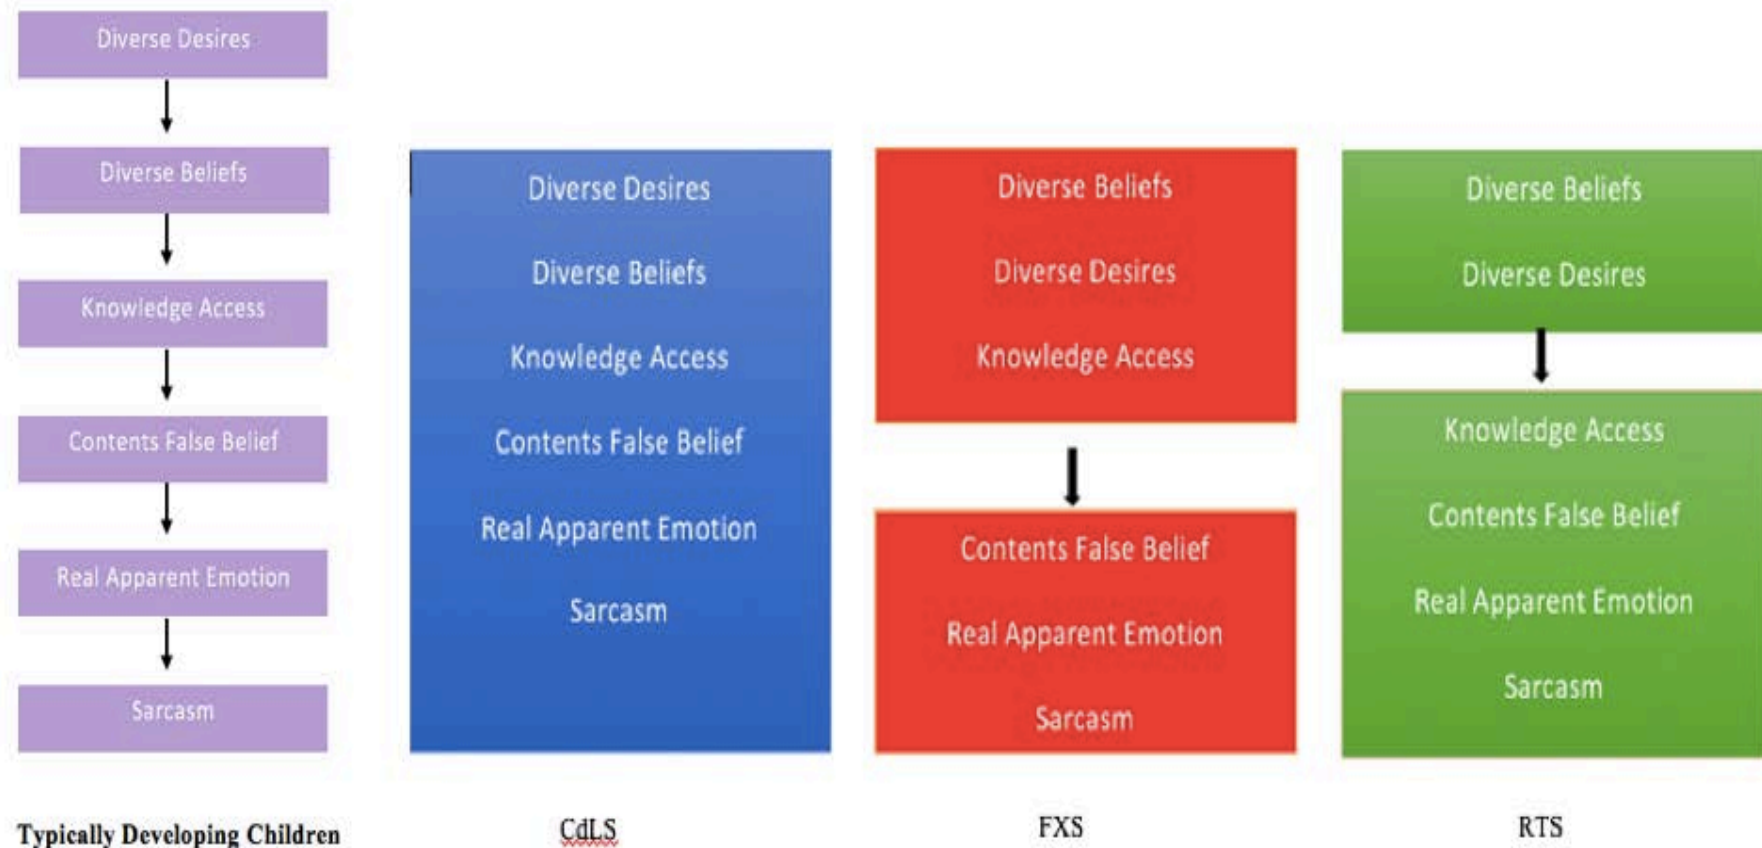 Diverse Desires
Diverse Beliefs
Knowledge Access
Contents False Belief
Real Apparent Emotion
Sarcasm
Typically Developing Children
Diverse Desires
Diverse Beliefs
Knowledge Access
Contents False Belief
Real Apparent Emotion
Sarcasm
CdLS
Diverse Beliefs
Diverse Desires
Knowledge Access
Contents False Belief
Real Apparent Emotion
Sarcasm
FXS
Diverse Beliefs
Diverse Desires
Knowledge Access
Contents False Belief
Real Apparent Emotion
Sarcasm
RTS